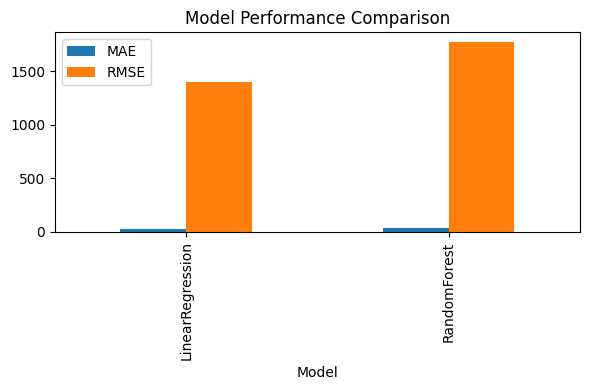 Model Performance Comparison
MAE
RMSE
1500
1000
500
0
LinearRegression
RandomForest
Model